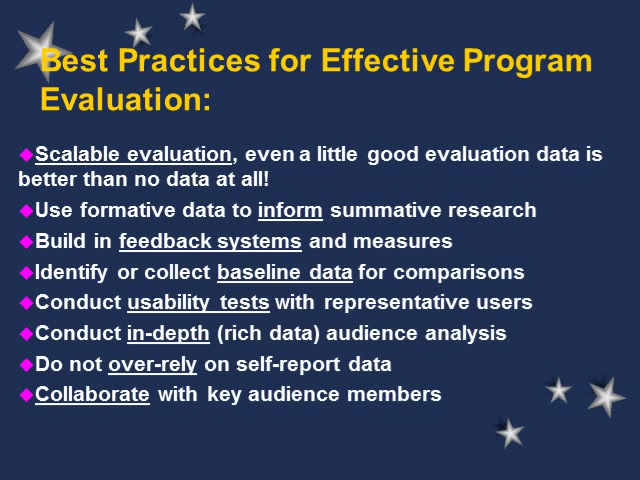 Best Practices for Effective Program
Evaluation:
Scalable evaluation, even a little good evaluation data is
better than no data at all!
Use formative data to inform summative research
Build in feedback systems and measures
Identify or collect baseline data for comparisons
Conduct usability tests with representative users
Conduct in-depth (rich data) audience analysis
Do not over-rely on self-report data
Collaborate with key audience members